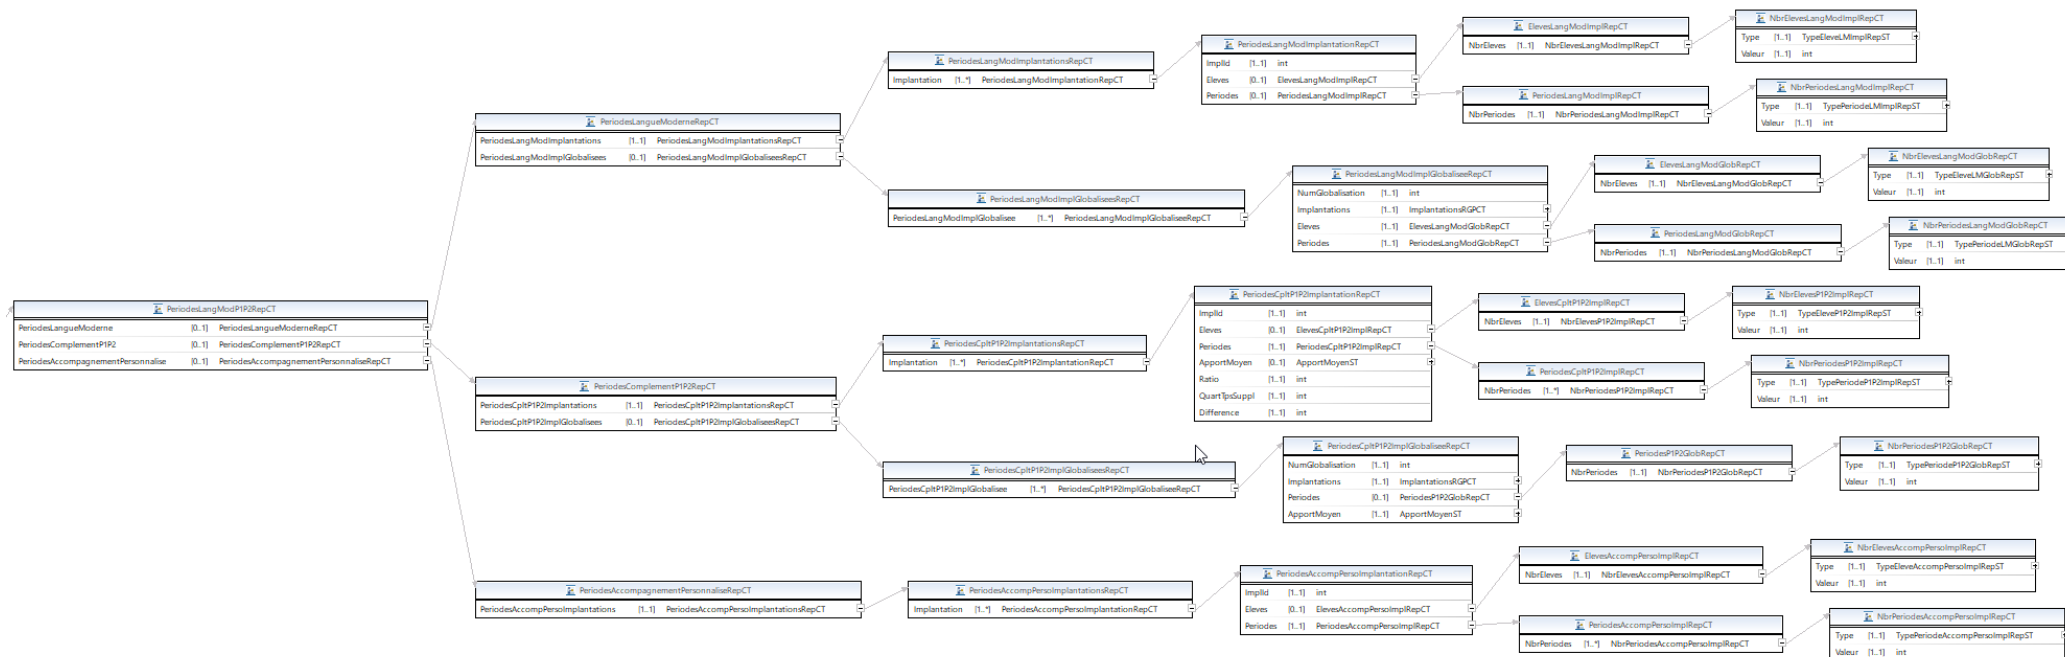 PeriodesLangModP1P2RepCT
PeriodesLangueModerne [0..1] PeriodesLangueModerneRepCT
PeriodesComplementP1P2 [0..1] PeriodesComplementP1P2RepCT
PeriodesAccompagnementPersonnalise [0..1] PeriodesAccompagnementPersonnaliseRepCT
PeriodesLangueModerneRepCT
PeriodesLangModImplantations [1..1] PeriodesLangModImplantationsRepCT
PeriodesLangModImplGlobalisees [0..1] PeriodesLangModImplGlobaliseesRepCT
PeriodesLangModImplantationsRepCT
Implantation [1..*] PeriodesLangModImplantationRepCT
PeriodesLangModImplantationRepCT
ImplId [1..1] int
Eleves [0..1] ElevesLangModImplRepCT
Periodes [0..1] PeriodesLangModImplRepCT
ElevesLangModImplRepCT
NbrEleves [1..1] NbrElevesLangModImplRepCT
NbrElevesLangModImplRepCT
Type [1..1] TypeEleveLMImplRepST
Valeur [1..1] int
PeriodesLangModImplRepCT
NbrPeriodes [1..1] NbrPeriodesLangModImplRepCT
NbrPeriodesLangModImplRepCT
Type [1..1] TypePeriodeLMImplRepST
Valeur [1..1] int
PeriodesLangModImplGlobaliseesRepCT
PeriodesLangModImplGlobalisee [1..*] PeriodesLangModImplGlobaliseeRepCT
PeriodesLangModImplGlobaliseeRepCT
NumGlobalisation [1..1] int
Implantations [1..1] ImplantationsRGPCT
Eleves [1..1] ElevesLangModGlobRepCT
Periodes [1..1] PeriodesLangModGlobRepCT
ElevesLangModGlobRepCT
NbrEleves [1..1] NbrElevesLangModGlobRepCT
NbrElevesLangModGlobRepCT
Type [1..1] TypeEleveLMGlobRepST
Valeur [1..1] int
PeriodesLangModGlobRepCT
NbrPeriodes [1..1] NbrPeriodesLangModGlobRepCT
NbrPeriodesLangModGlobRepCT
Type [1..1] TypePeriodeLMGlobRepST
Valeur [1..1] int
PeriodesComplementP1P2RepCT
PeriodesCpltP1P2Implantations [1..1] PeriodesCpltP1P2ImplantationsRepCT
PeriodesCpltP1P2ImplGlobalisees [0..1] PeriodesCpltP1P2ImplGlobaliseesRepCT
PeriodesCpltP1P2ImplantationsRepCT
Implantation [1..*] PeriodesCpltP1P2ImplantationRepCT
PeriodesCpltP1P2ImplantationRepCT
ImplId [1..1] int
Eleves [0..1] ElevesCpltP1P2ImplRepCT
Periodes [1..1] PeriodesCpltP1P2ImplRepCT
ApportMoyen [0..1] ApportMoyenST
Ratio [1..1] int
QuartTpsSuppl [1..1] int
Difference [1..1] int
ElevesCpltP1P2ImplRepCT
NbrEleves [1..1] NbrElevesP1P2ImplRepCT
NbrElevesP1P2ImplRepCT
Type [1..1] TypeEleveP1P2ImplRepST
Valeur [1..1] int
PeriodesCpltP1P2ImplRepCT
NbrPeriodes [1..*] NbrPeriodesP1P2ImplRepCT
NbrPeriodesP1P2ImplRepCT
Type [1..1] TypePeriodeP1P2ImplRepST
Valeur [1..1] int
PeriodesCpltP1P2ImplGlobaliseesRepCT
PeriodesCpltP1P2ImplGlobalisee [1..*] PeriodesCpltP1P2ImplGlobaliseeRepCT
PeriodesCpltP1P2ImplGlobaliseeRepCT
NumGlobalisation [1..1] int
Implantations [1..1] ImplantationsRGPCT
Periodes [0..1] PeriodesP1P2GlobRepCT
ApportMoyen [1..1] ApportMoyenST
PeriodesP1P2GlobRepCT
NbrPeriodes [1..1] NbrPeriodesP1P2GlobRepCT
NbrPeriodesP1P2GlobRepCT
Type [1..1] TypePeriodeP1P2GlobRepST
Valeur [1..1] int
PeriodesAccompagnementPersonnaliseRepCT
PeriodesAccompPersoImplantations [1..1] PeriodesAccompPersoImplantationsRepCT
PeriodesAccompPersoImplantationsRepCT
Implantation [1..*] PeriodesAccompPersoImplantationRepCT
PeriodesAccompPersoImplantationRepCT
ImplId [1..1] int
Eleves [0..1] ElevesAccompPersoImplRepCT
Periodes [1..1] PeriodesAccompPersoImplRepCT
ElevesAccompPersoImplRepCT
NbrEleves [1..1] NbrElevesAccompPersoImplRepCT
NbrElevesAccompPersoImplRepCT
Type [1..1] TypeEleveAccompPersoImplRepST
Valeur [1..1] int
PeriodesAccompPersoImplRepCT
NbrPeriodes [1..*] NbrPeriodesAccompPersoImplRepCT
NbrPeriodesAccompPersoImplRepCT
Type [1..1] TypePeriodeAccompPersoImplRepST
Valeur [1..1] int